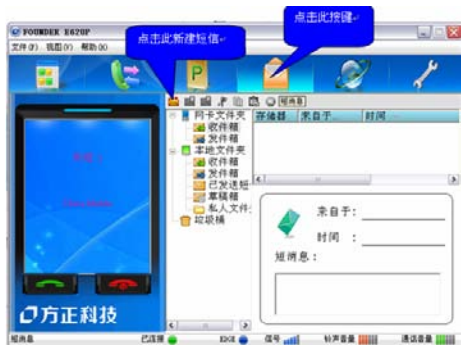 FOUNDER E62UP
点击此新建短信
点击此按键
文件(F) 视图(V) 帮助(H)
短消息
网卡文件夹
收件箱
发件箱
本地文件夹
收件箱
发件箱
已发送短
草稿箱
私人文件
垃圾桶
存储器 来自于 时间
来自于:
时间 :
短消息:
方正科技
短消息 已连接 EDGE 信号 铃声音量 通话音量